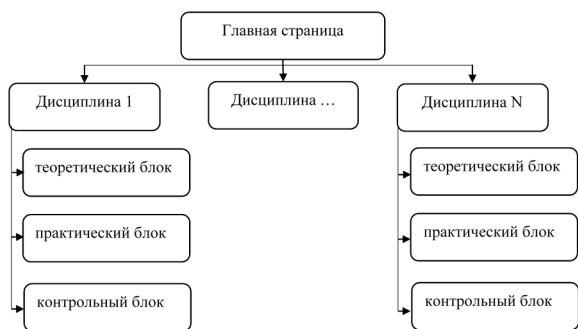 Главная страница
Дисциплина 1
Дисциплина …
Дисциплина N
теоретический блок
теоретический блок
практический блок
практический блок
контрольный блок
контрольный блок